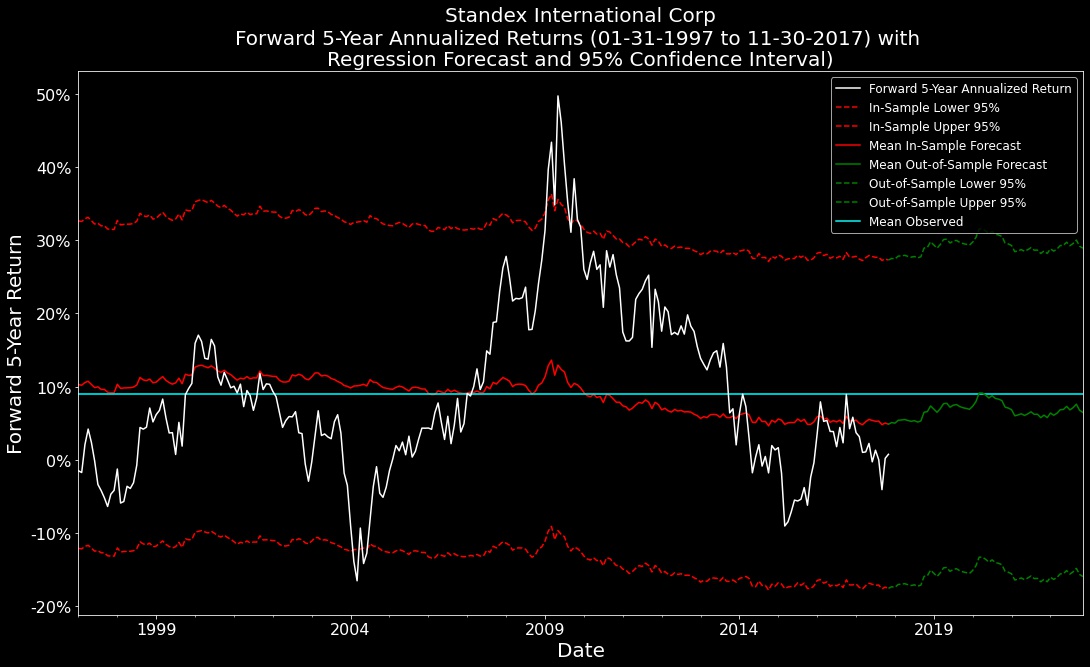 Standex International Corp
Forward 5-Year Annualized Returns (01-31-1997 to 11-30-2017) with
Regression Forecast and 95% Confidence Interval)
Forward 5-Year Annualized Return
In-Sample Lower 95%
In-Sample Upper 95%
Mean In-Sample Forecast
Mean Out-of-Sample Forecast
Out-of-Sample Lower 95%
Out-of-Sample Upper 95%
Mean Observed
Forward 5-Year Return
50%
40%
30%
20%
10%
0%
-10%
-20%
1999 2004 2009 2014 2019
Date